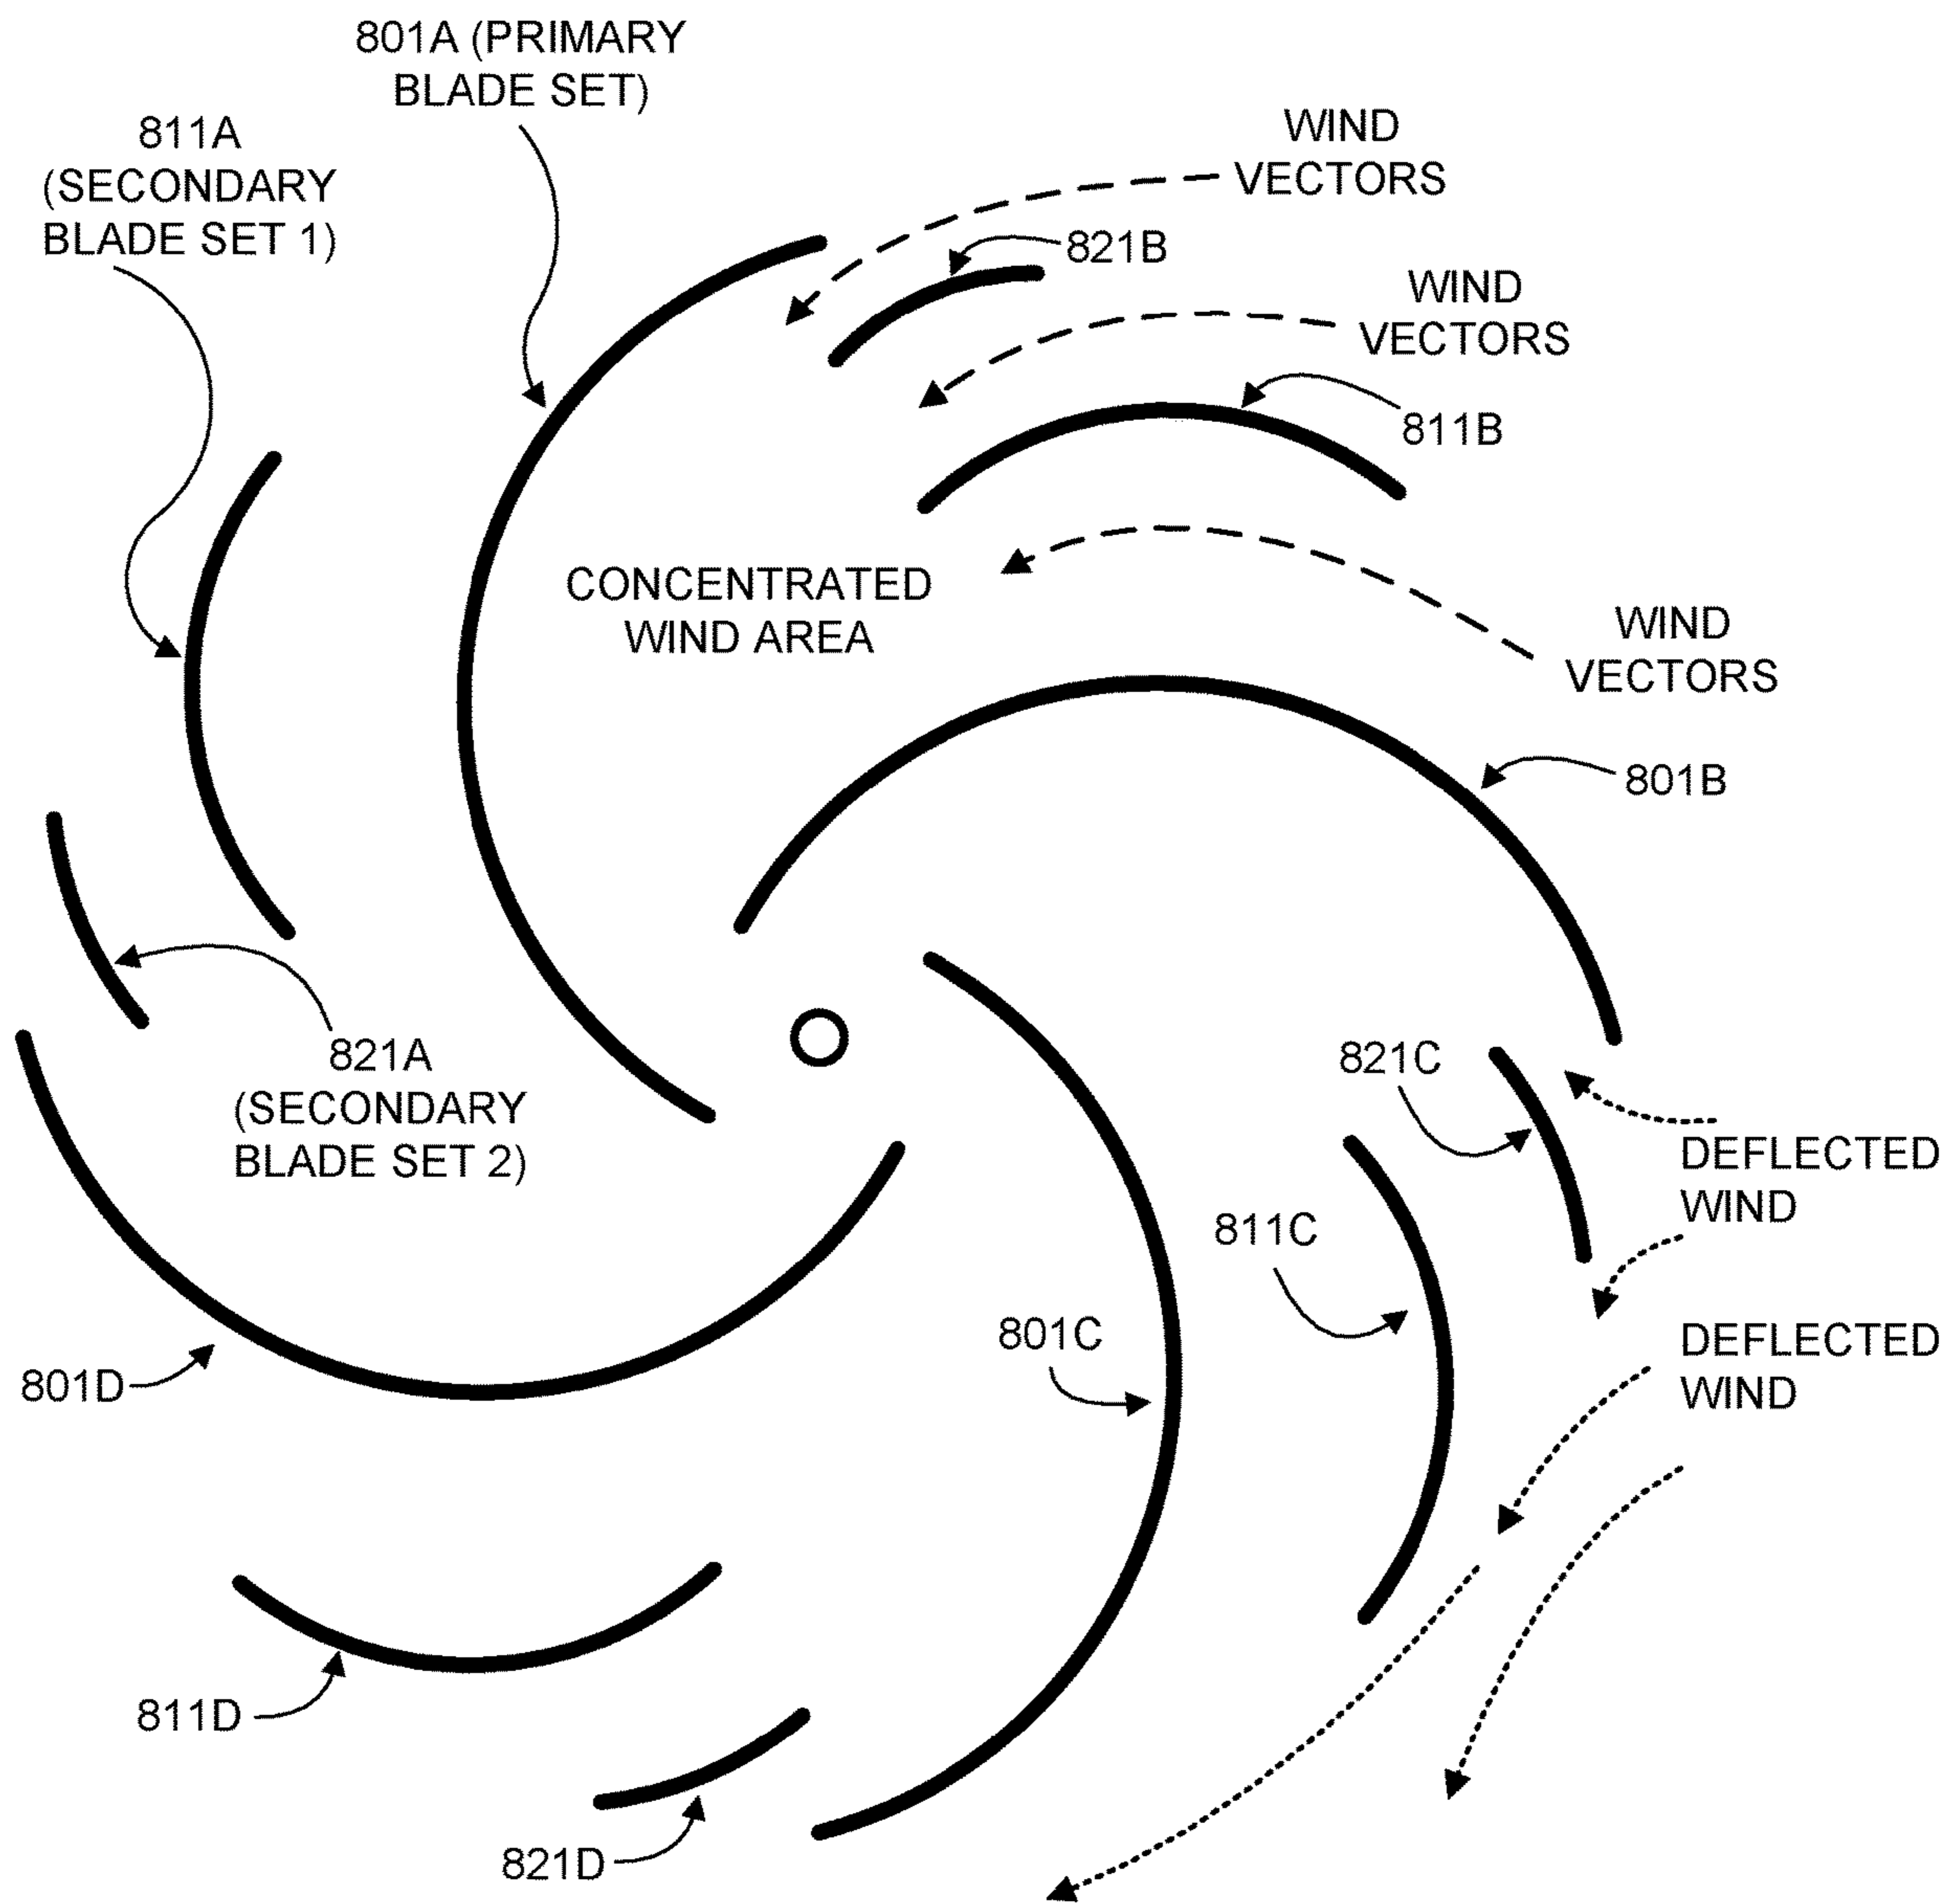 801A (PRIMARY
BLADE SET)
811A
(SECONDARY
BLADE SET 1)
WIND
VECTORS
821B
WIND
VECTORS
811B
CONCENTRATED
WIND AREA
WIND
VECTORS
801B
821A
(SECONDARY
BLADE SET 2)
821C
DEFLECTED
WIND
811C
801C
DEFLECTED
WIND
801D
811D
821D